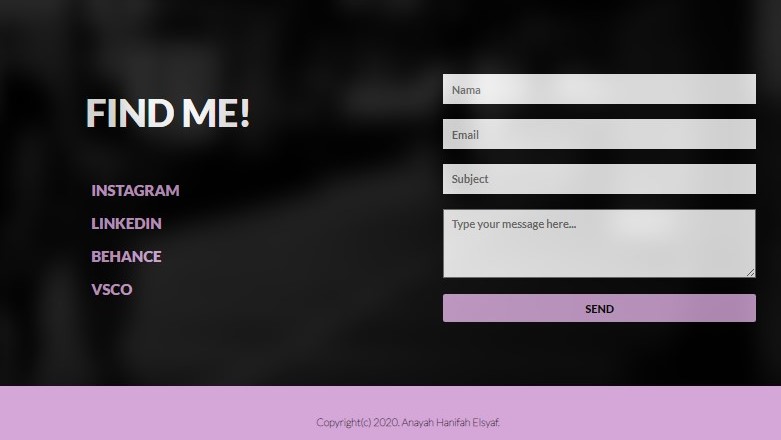 FIND ME!
INSTAGRAM
LINKEDIN
BEHANCE
VSCO
Nama
Email
Subject
Type your message here...
SEND
Copyright(c) 2020. Anayah Hanifah Elsyaf.